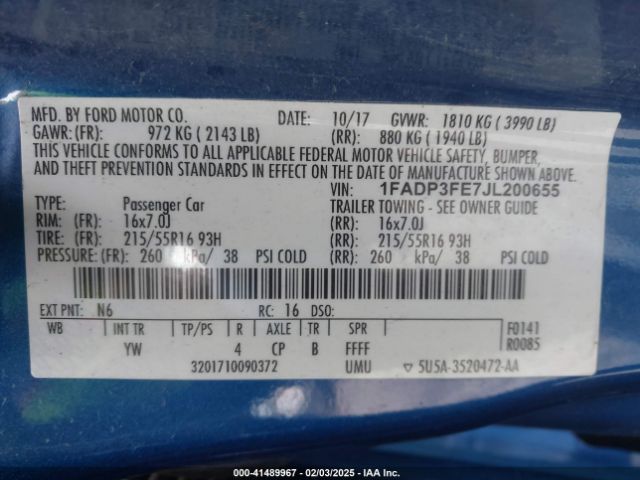 MFD. BY FORD MOTOR CO. DATE: 10/17 GVWR: 1810 KG ( 3990 LB)
GAWR:(FR): 972 KG ( 2143 LB) (RR): 880 KG ( 1940 LB)
THIS VEHICLE CONFORMS TO ALL APPLICABLE FEDERAL MOTOR VEHICLE SAFETY, BUMPER,
AND THEFT PREVENTION STANDARDS IN EFFECT ON THE DATE OF MANUFACTURE SHOWN ABOVE.
VIN: 1FADP3FE7JL200655
TYPE: Passenger Car TRAILER TOWING - SEE OWNER GUIDE
RIM: (FR): 16x7.0J (RR): 16x7.0J
TIRE: (FR): 215/55R16 93H (RR): 215/55R16 93H
PRESSURE: (FR): 260 kPa/ 38 PSI COLD (RR): 260 kPa/ 38 PSI COLD
EXT PNT: N6 RC: 16 DSO:
WB INT TR TP/PS R AXLE TR SPR F0141
YW 4 CP B FFFF R0085
3201710090372 UMU ▽ 5U5A-3520472-AA
000-41489967 - 02/03/2025 - IAA Inc.